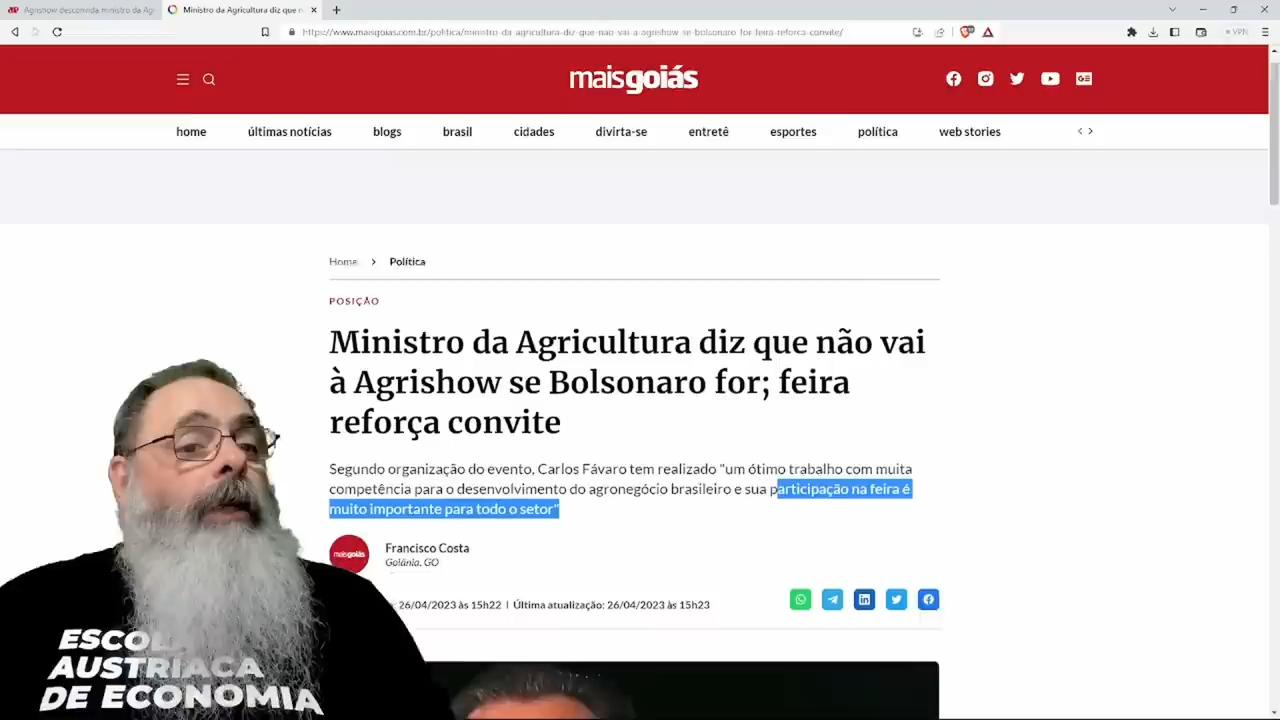 Agrishow descomida ministro da Agr
Ministro da Agricultura diz que n
https://www.maisgoias.com.br/politica/ministro-da-agricultura-diz-que-nao-vai-a-agrishow-se-bolsonaro-for-feira-reforca-convite/
VPN
maisgoiás
home últimas notícias blogs brasil cidades divirta-se entretê esportes política web stories
Home > Política
POSIÇÃO
Ministro da Agricultura diz que não vai
à Agrishow se Bolsonaro for; feira
reforça convite
Segundo organização do evento, Carlos Fávaro tem realizado "um ótimo trabalho com muita
competência para o desenvolvimento do agronegócio brasileiro e sua participação na feira é
muito importante para todo o setor"
maisgoiás
Francisco Costa
Goiânia, GO
26/04/2023 às 15h22 | Última atualização: 26/04/2023 às 15h23
ESCOL
AUSTRIACA
DE ECONOMIA